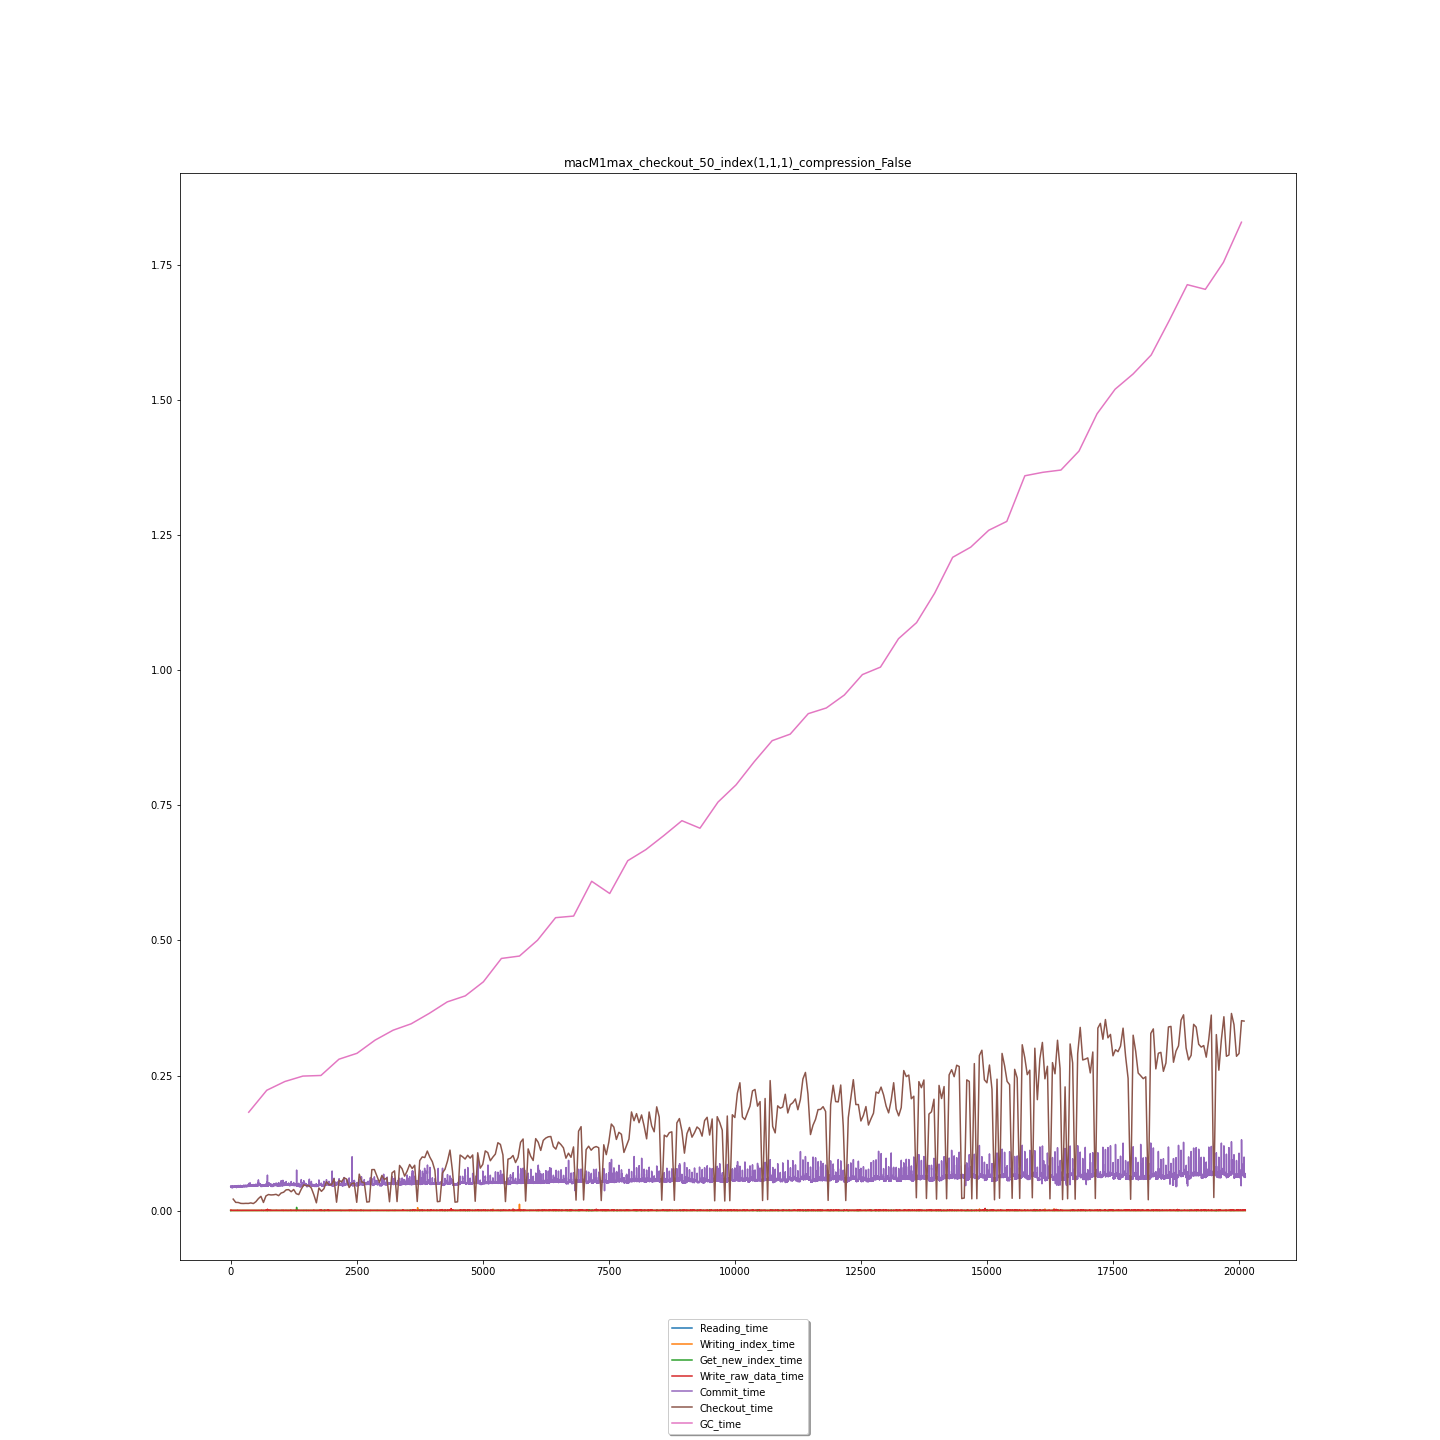 macM1max_checkout_50_index(1,1,1)_compression_False
1.75
1.50
1.25
1.00
0.75
0.50
0.25
0.00
0 2500 5000 7500 10000 12500 15000 17500 20000
Reading_time
Writing_index_time
Get_new_index_time
Write_raw_data_time
Commit_time
Checkout_time
GC_time